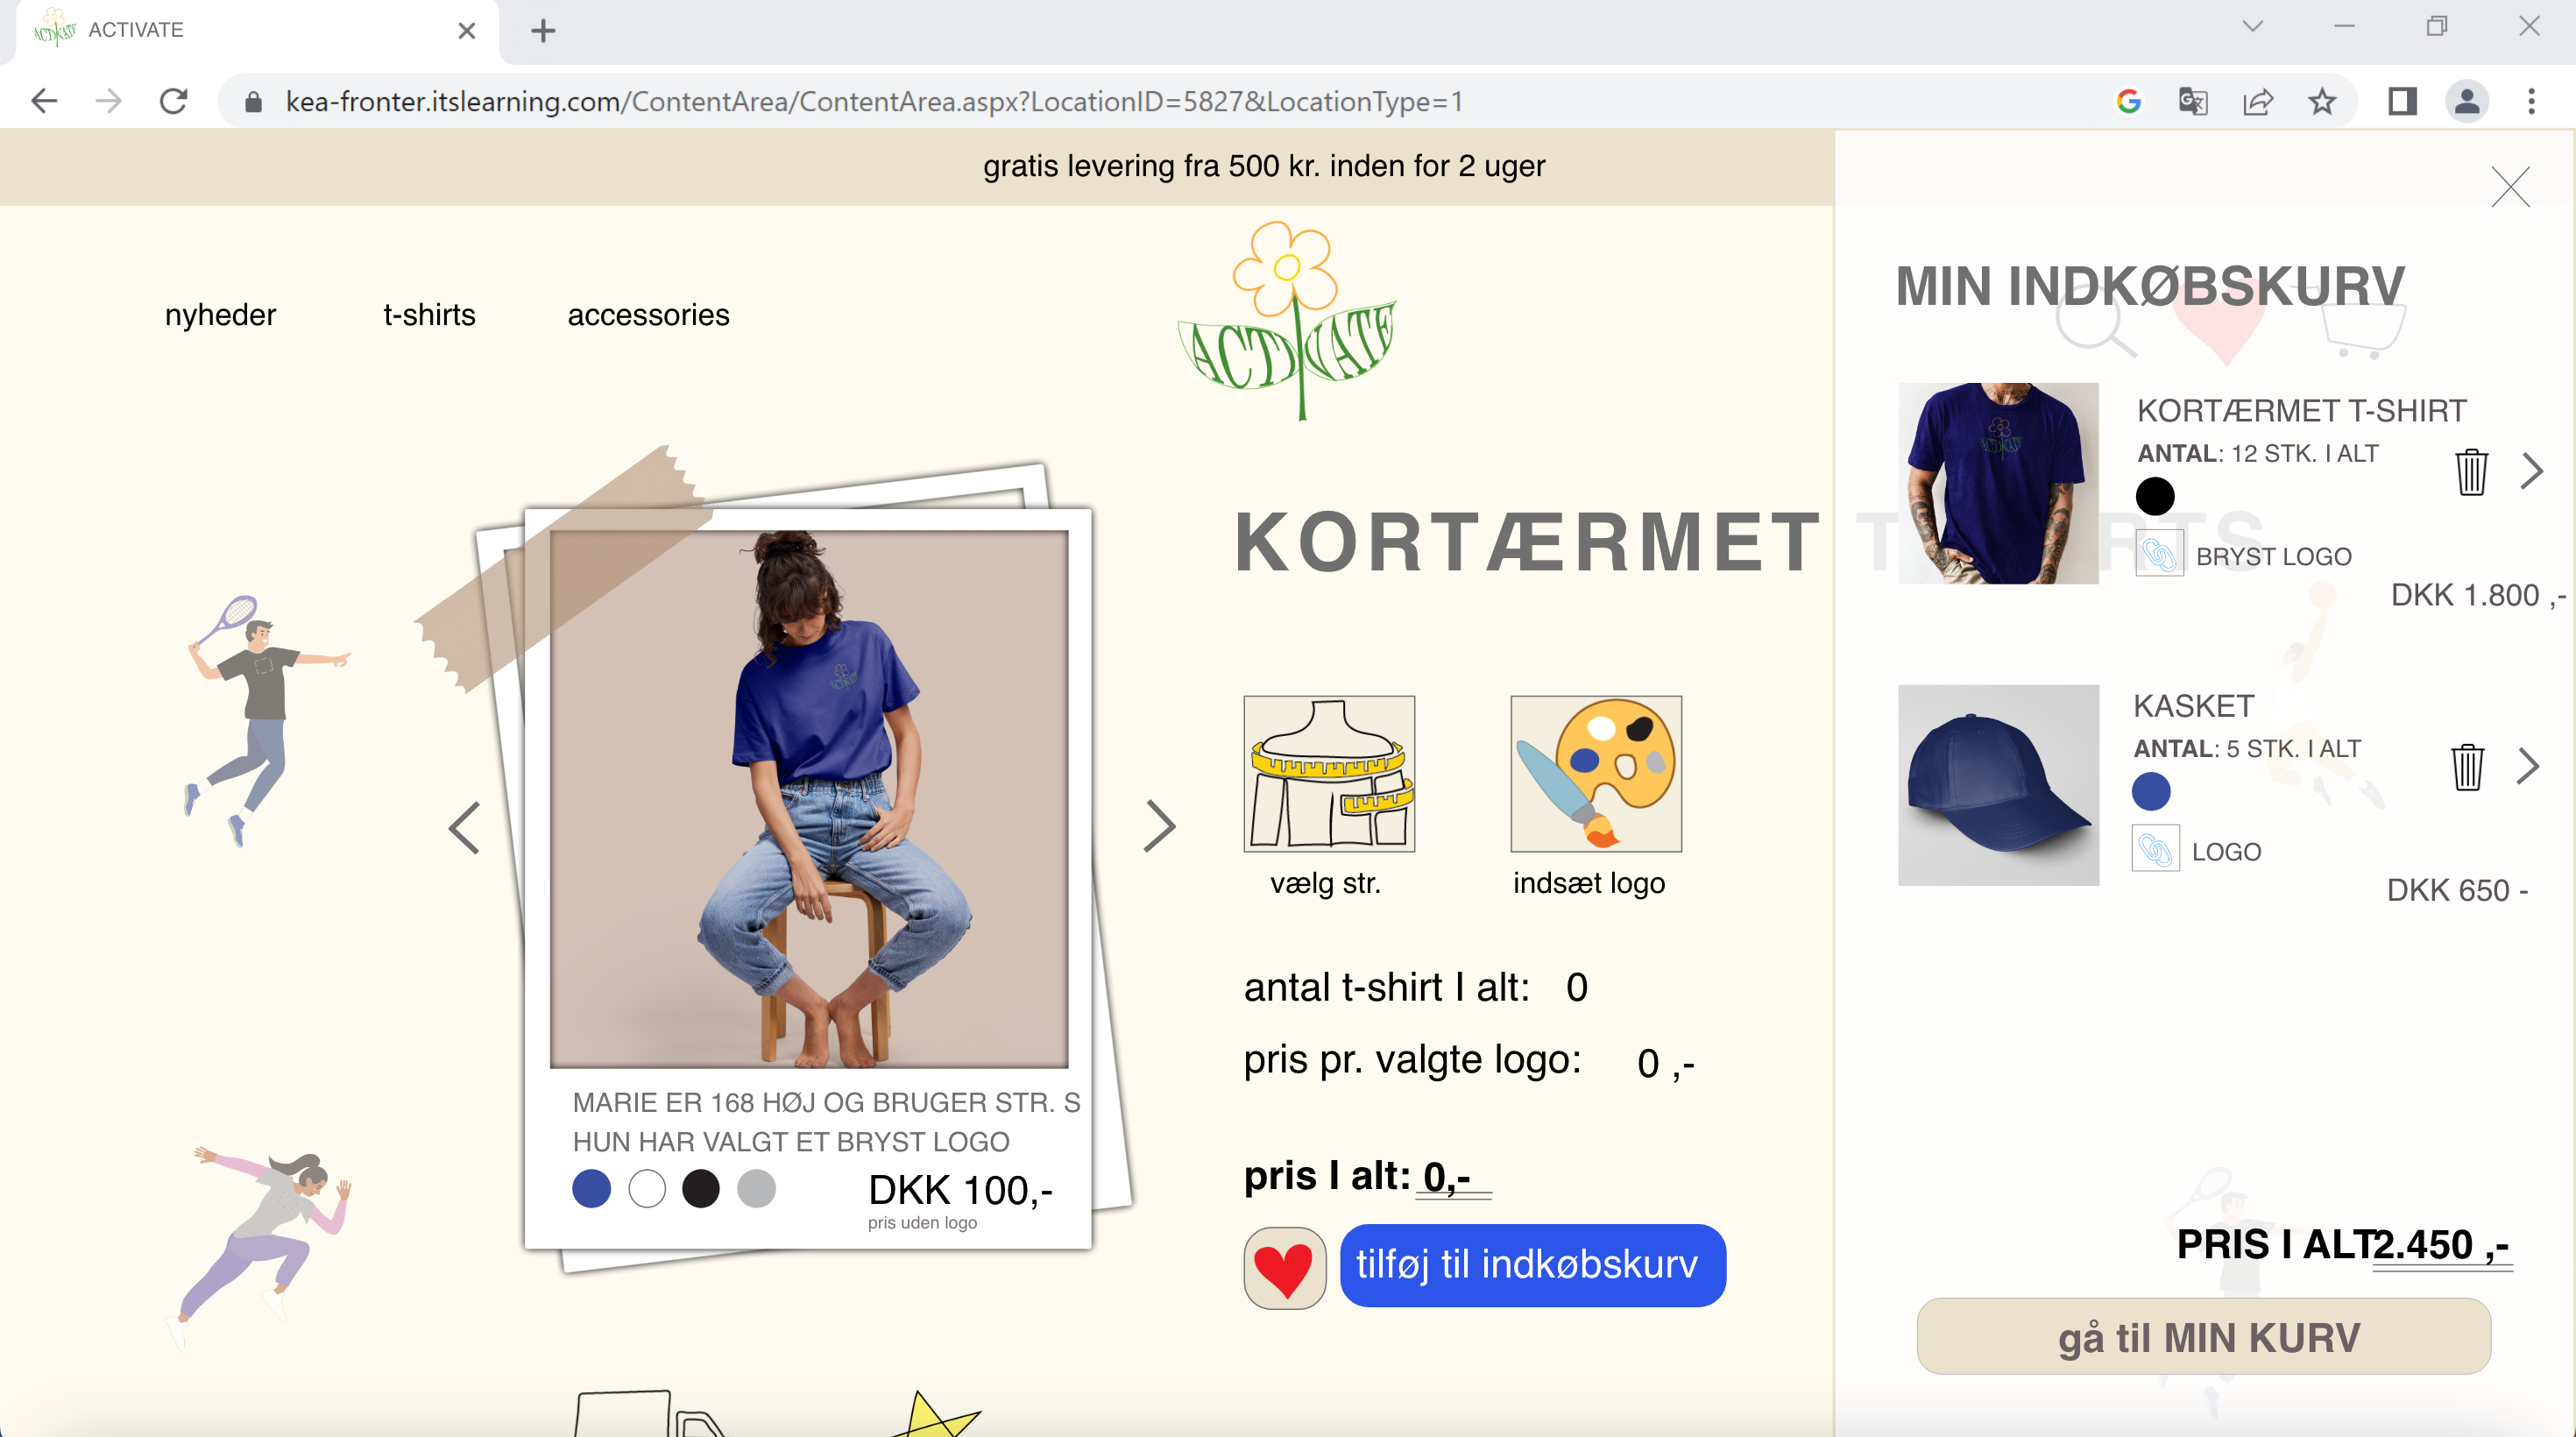 ACTIVATE
kea-fronter.itslearning.com/ContentArea/ContentArea.aspx?LocationID=5827&LocationType=1
gratis levering fra 500 kr. inden for 2 uger
nyheder t-shirts accessories
ACTIVATE
KORTÆRMET T-SHIRTS
MARIE ER 168 HØJ OG BRUGER STR. S
HUN HAR VALGT ET BRYST LOGO
DKK 100,-
pris uden logo
vælg str. indsæt logo
antal t-shirt I alt: 0
pris pr. valgte logo: 0 ,-
pris I alt: 0,-
tilføj til indkøbskurv
MIN INDKØBSKURV
KORTÆRMET T-SHIRT
ANTAL: 12 STK. I ALT
BRYST LOGO
DKK 1.800 ,-
KASKET
ANTAL: 5 STK. I ALT
LOGO
DKK 650 -
PRIS I ALT 2.450 ,-
gå til MIN KURV